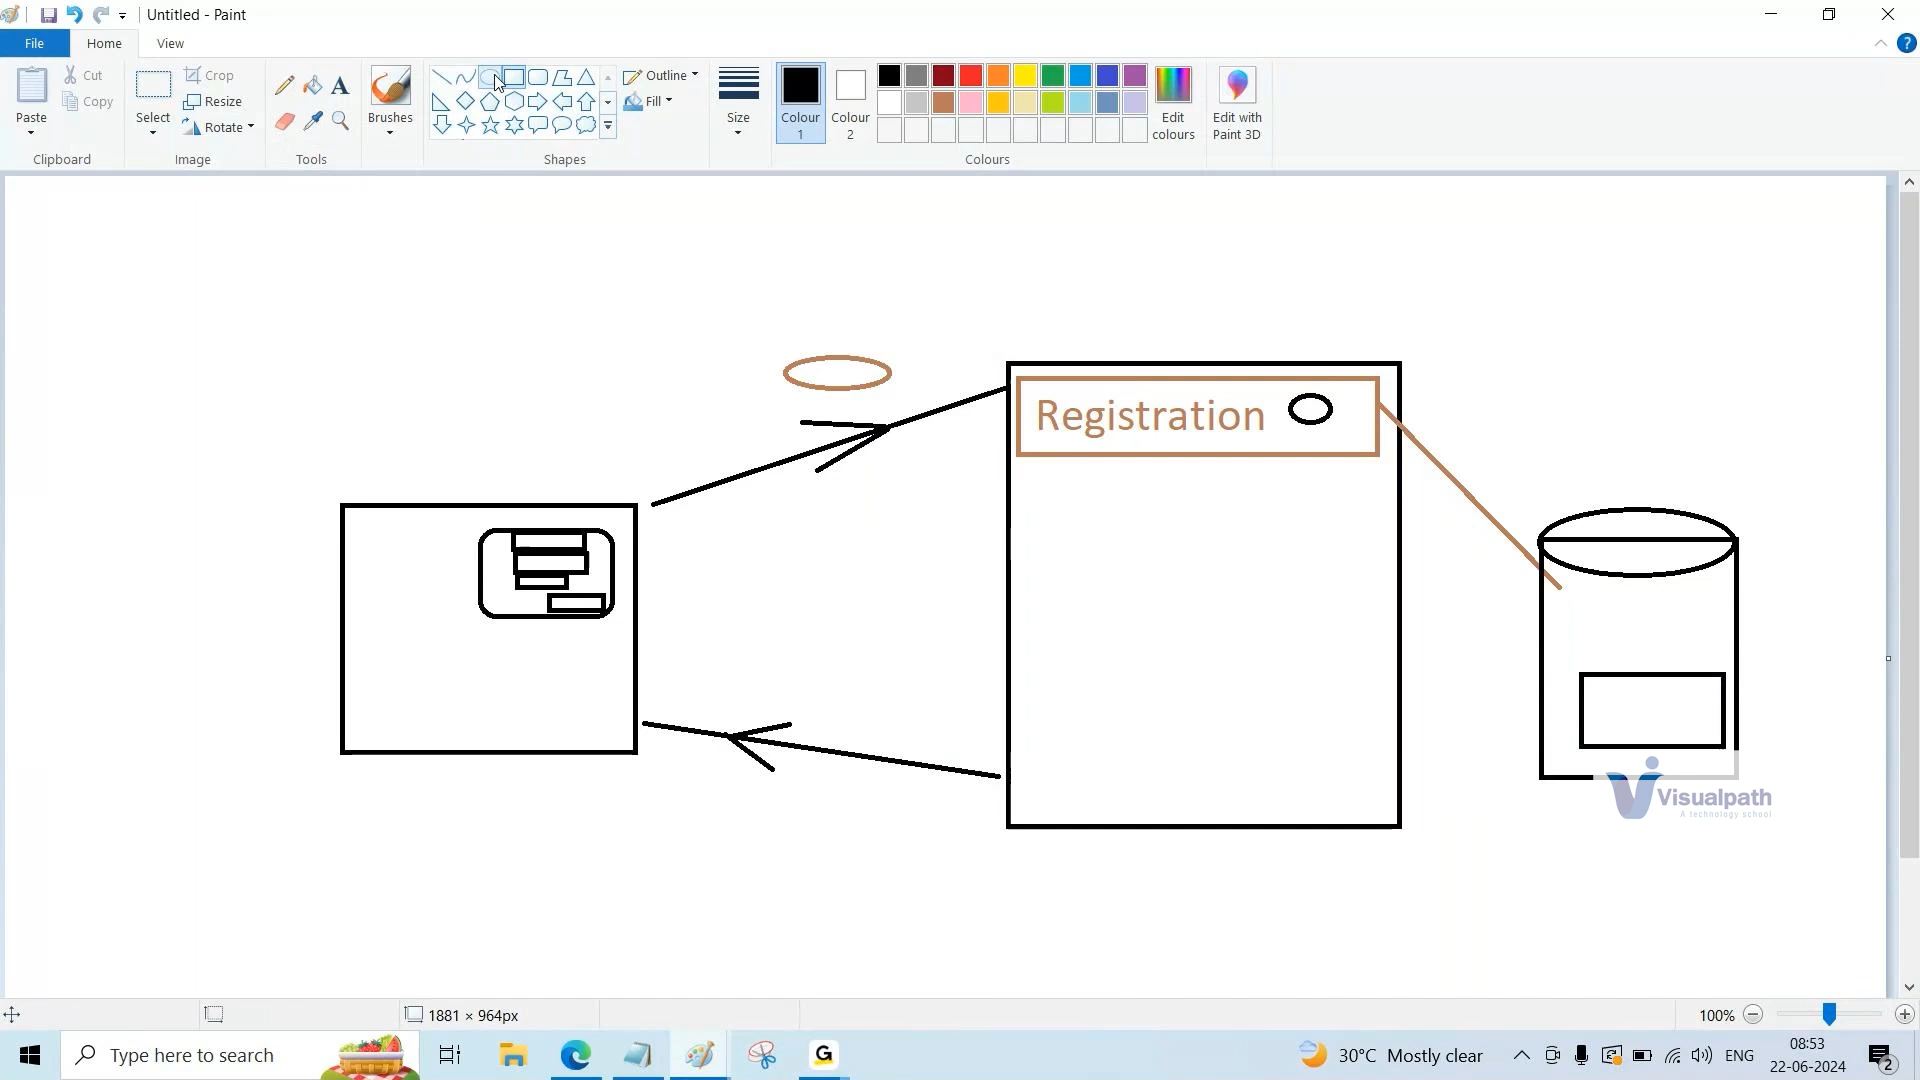 Untitled - Paint
File
Home
View
Paste
Cut
Copy
Clipboard
Select
Crop
Resize
Rotate
Image
Tools
Brushes
Outline
Fill
Shapes
Size
Colour
1
Colour
2
Edit
colours
Edit with
Paint 3D
Colours
Registration
Visualpath
A technology school
1881 × 964px
100%
Type here to search
30°C Mostly clear
ENG
08:53
22-06-2024
2